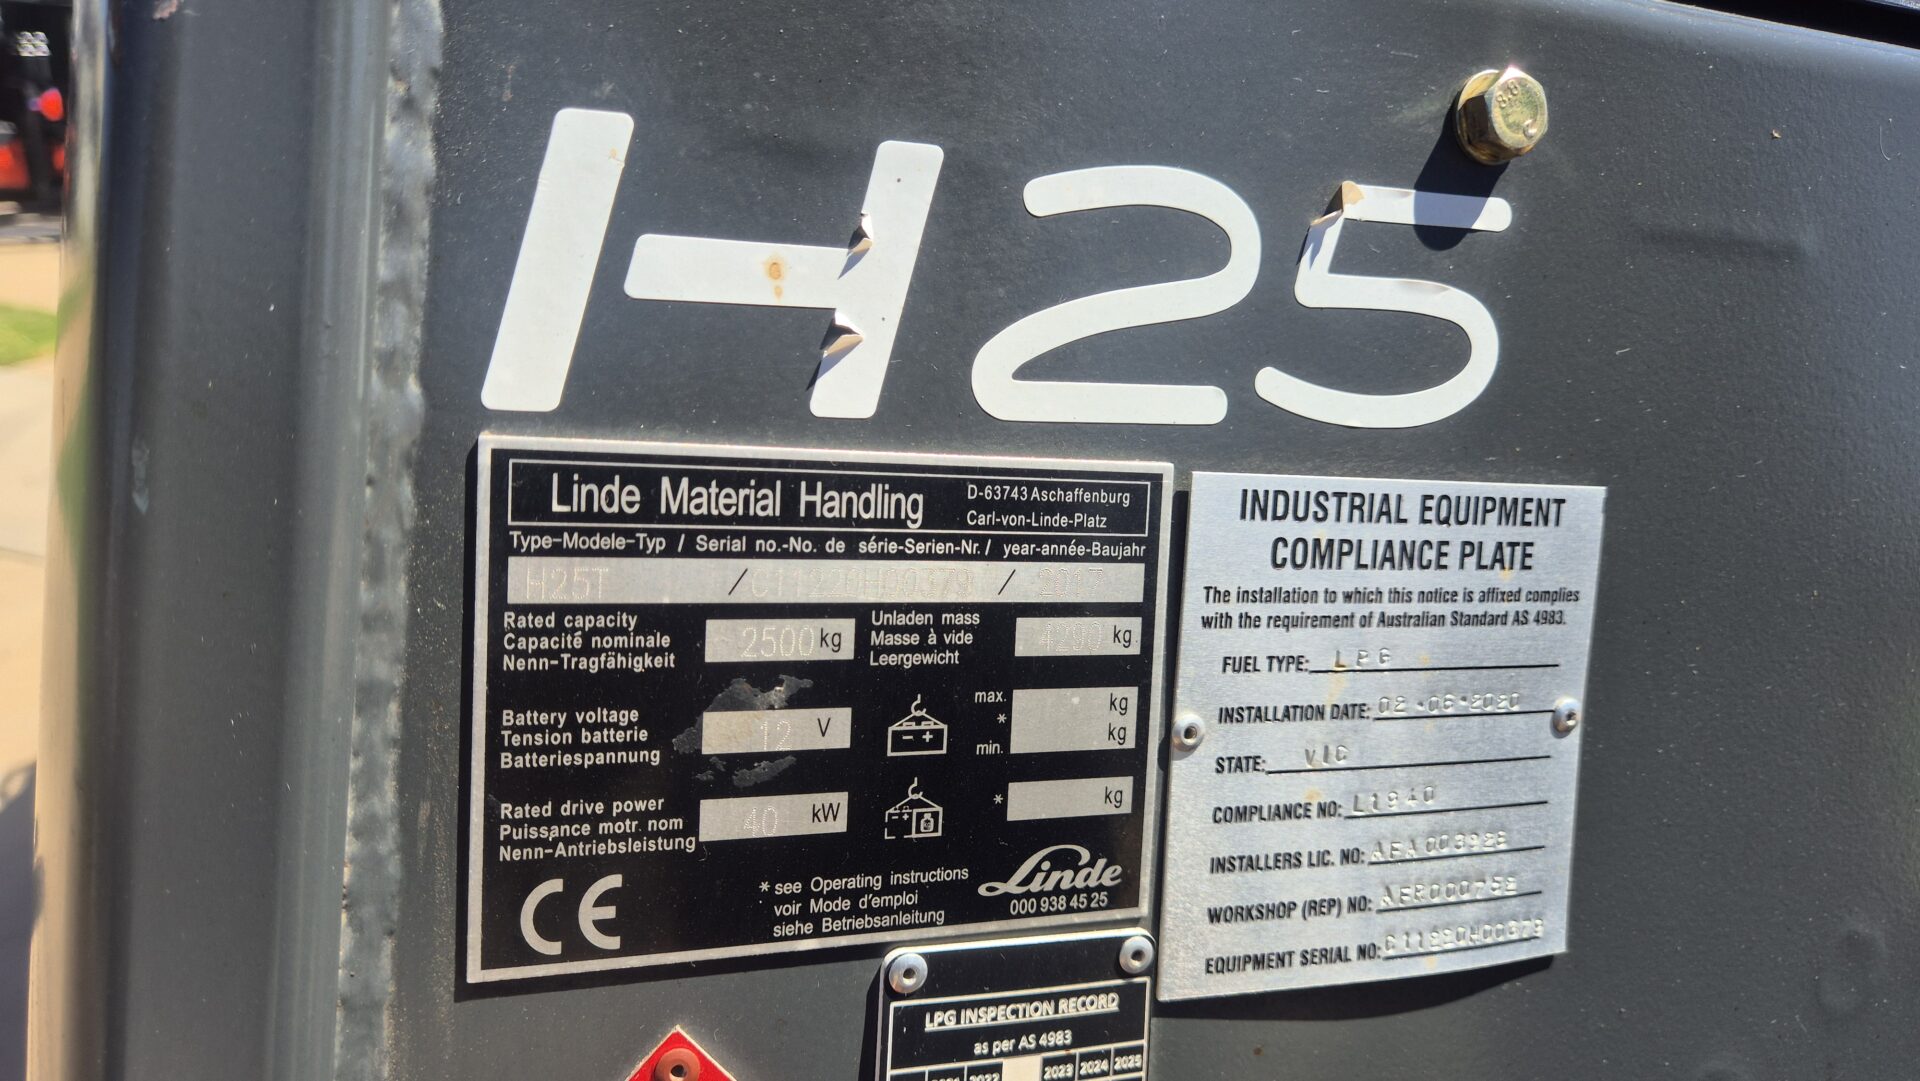 8.8
H25
Linde Material Handling
D-63743 Aschaffenburg
Carl-von-Linde-Platz
Type-Modele-Typ / Serial no.-No. de série-Serien-Nr. / year-année-Baujahr
H25T / C11220H00379 / 2017
Rated capacity
Capacité nominale
Nenn-Tragfähigkeit
2500 kg
Unladen mass
Masse à vide
Leergewicht
4290 kg
Battery voltage
Tension batterie
Batteriespannung
12 V
max.
*
min.
kg
kg
Rated drive power
Puissance motr. nom
Nenn-Antriebsleistung
40 kW
* kg
CE
* see Operating instructions
voir Mode d'emploi
siehe Betriebsanleitung
Linde
000 938 45 25
INDUSTRIAL EQUIPMENT
COMPLIANCE PLATE
The installation to which this notice is affixed complies
with the requirement of Australian Standard AS 4983.
FUEL TYPE: LPG
INSTALLATION DATE: 02·06·2020
STATE: VIC
COMPLIANCE NO: L1940
INSTALLERS LIC. NO:
WORKSHOP (REP) NO:
EQUIPMENT SERIAL NO: C11220H00379
LPG INSPECTION RECORD
as per AS 4983
2022 2023 2024 2025